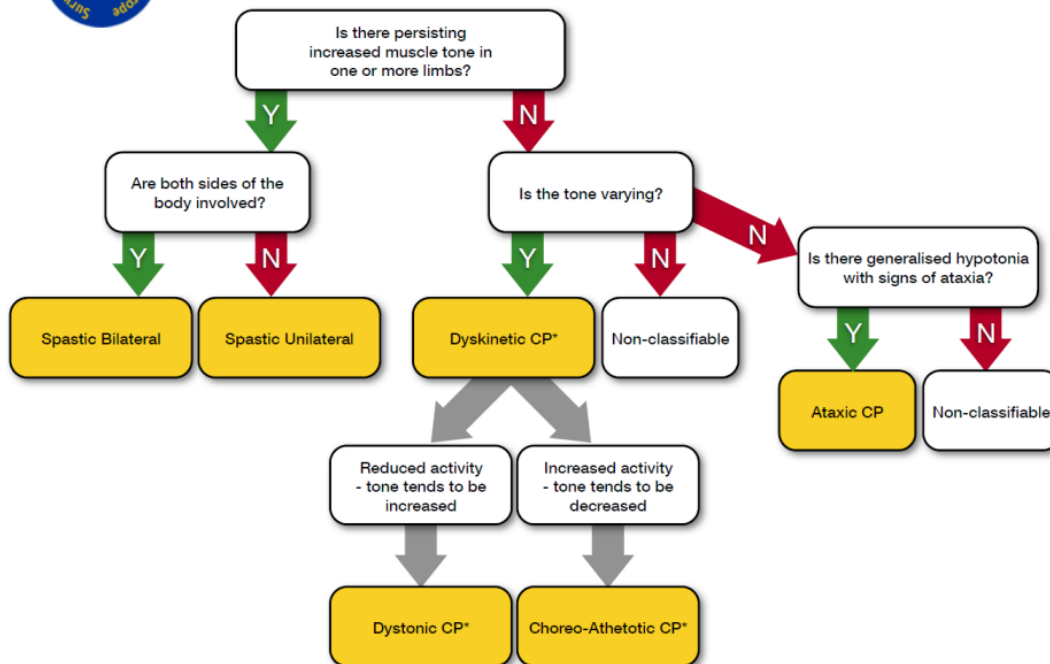 Surv
rope
Is there persisting
increased muscle tone in
one or more limbs?
Y
N
Are both sides of the
body involved?
Is the tone varying?
N
Is there generalised hypotonia
with signs of ataxia?
Y
N
Y
N
Y
N
Spastic Bilateral
Spastic Unilateral
Dyskinetic CP*
Non-classifiable
Ataxic CP
Non-classifiable
Reduced activity
- tone tends to be
increased
Increased activity
- tone tends to be
decreased
Dystonic CP*
Choreo-Athetotic CP*